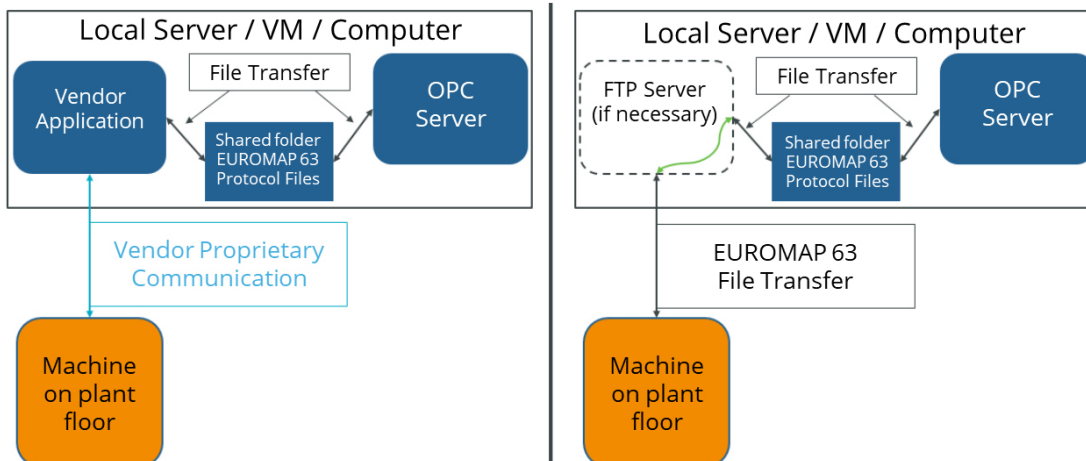 Local Server / VM / Computer
File Transfer
Vendor
Application
OPC
Server
Shared folder
EUROMAP 63
Protocol Files
Vendor Proprietary
Communication
Machine
on plant
floor
Local Server / VM / Computer
File Transfer
FTP Server
(if necessary)
OPC
Server
Shared folder
EUROMAP 63
Protocol Files
EUROMAP 63
File Transfer
Machine
on plant
floor